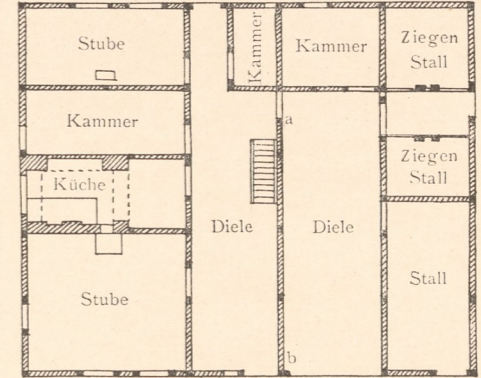 Stube
Kammer
Kammer
Ziegen
Stall
Kammer
a
Ziegen
Stall
Küche
Diele
Diele
Stall
Stube
b